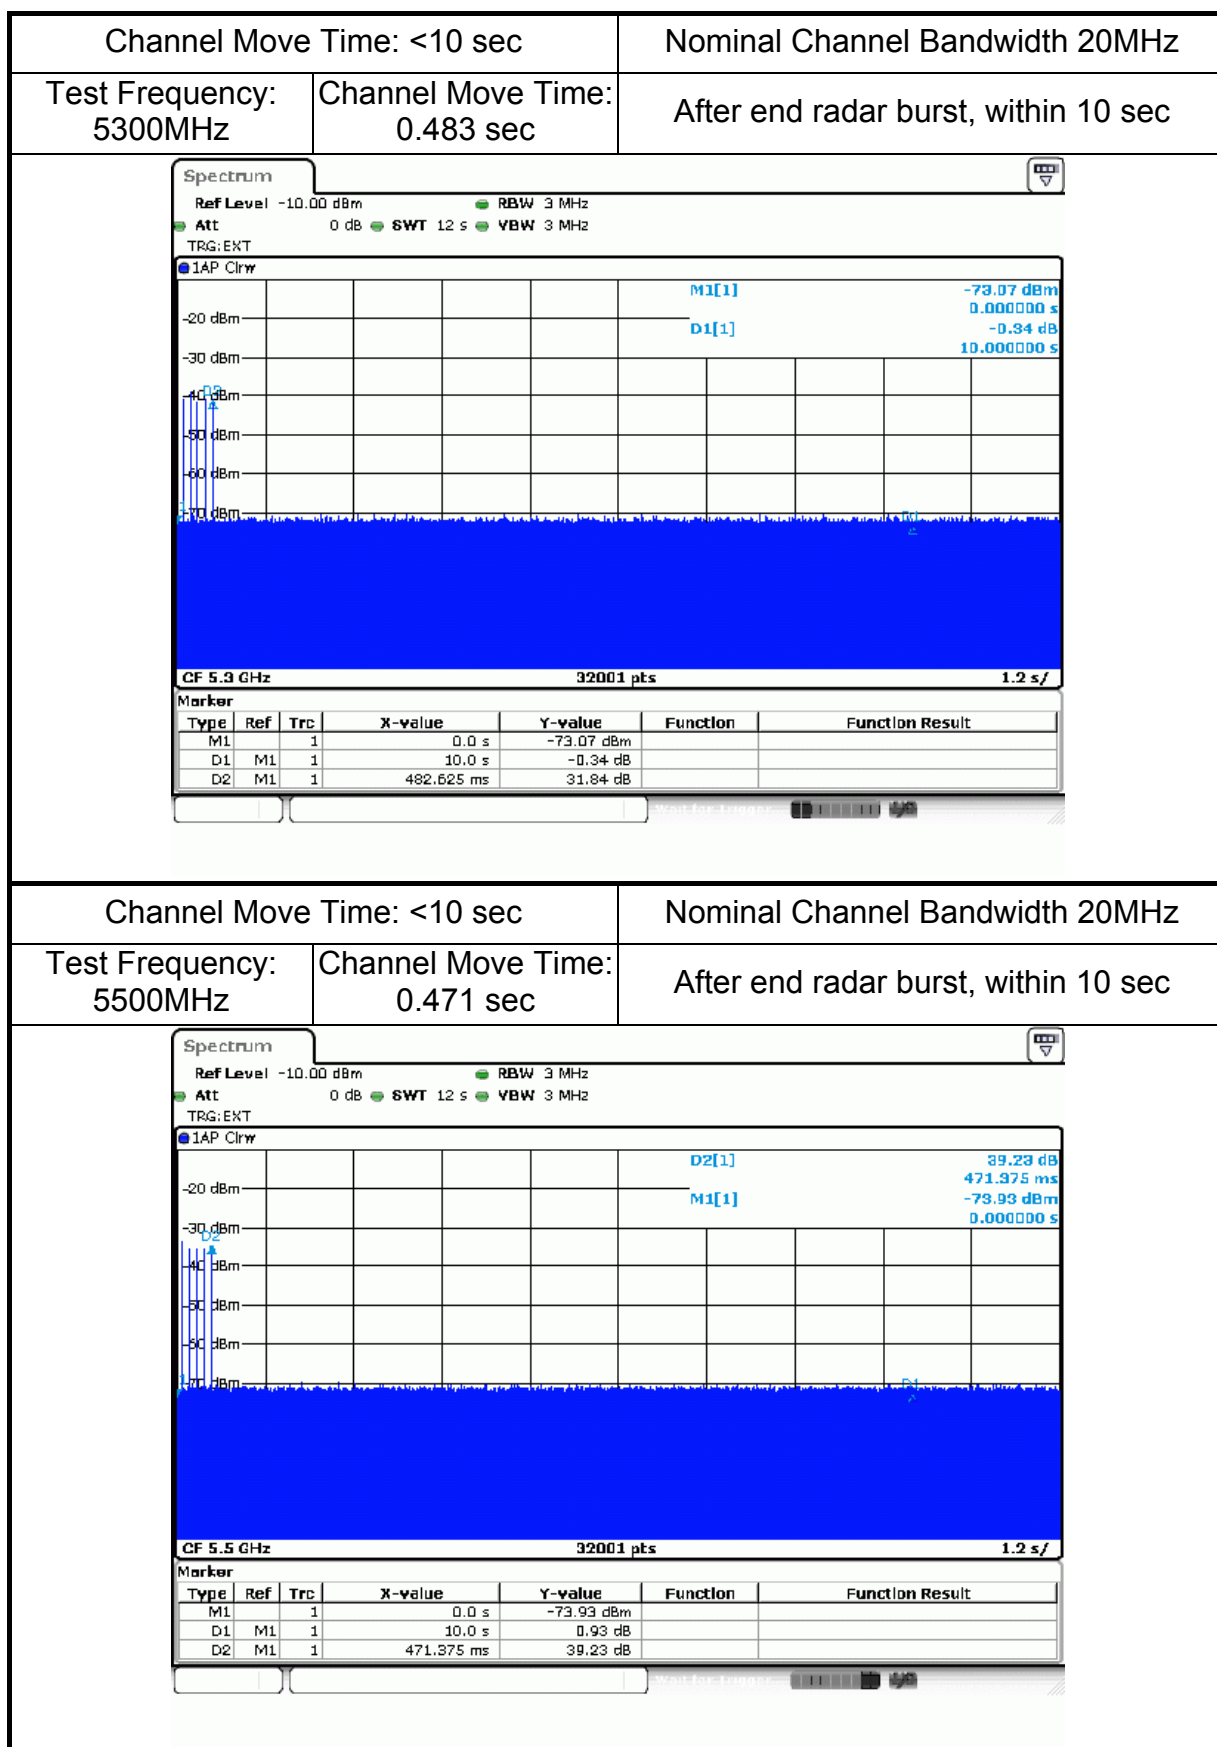 Channel Move Time: <10 sec
Nominal Channel Bandwidth 20MHz
Test Frequency:
5300MHz
Channel Move Time:
0.483 sec
After end radar burst, within 10 sec
Spectrum
Ref Level -10.00 dBm RBW 3 MHz
Att 0 dB SWT 12 s VBW 3 MHz
TRG:EXT
1AP Clrw
M1[1] -73.07 dBm
0.000000 s
D1[1] -0.34 dB
10.000000 s
-20 dBm
-30 dBm
-40 dBm
D2
-50 dBm
-60 dBm
-70 dBm
D1
CF 5.3 GHz 32001 pts 1.2 s/
Marker
Type Ref Trc X-value Y-value Function Function Result
M1 1 0.0 s -73.07 dBm
D1 M1 1 10.0 s -0.34 dB
D2 M1 1 482.625 ms 31.84 dB
Wait for Trigger
Channel Move Time: <10 sec
Nominal Channel Bandwidth 20MHz
Test Frequency:
5500MHz
Channel Move Time:
0.471 sec
After end radar burst, within 10 sec
Spectrum
Ref Level -10.00 dBm RBW 3 MHz
Att 0 dB SWT 12 s VBW 3 MHz
TRG:EXT
1AP Clrw
D2[1] 39.23 dB
471.375 ms
M1[1] -73.93 dBm
0.000000 s
-20 dBm
-30 dBm
D2
-40 dBm
-50 dBm
-60 dBm
-70 dBm
D1
CF 5.5 GHz 32001 pts 1.2 s/
Marker
Type Ref Trc X-value Y-value Function Function Result
M1 1 0.0 s -73.93 dBm
D1 M1 1 10.0 s 0.93 dB
D2 M1 1 471.375 ms 39.23 dB
Wait for Trigger